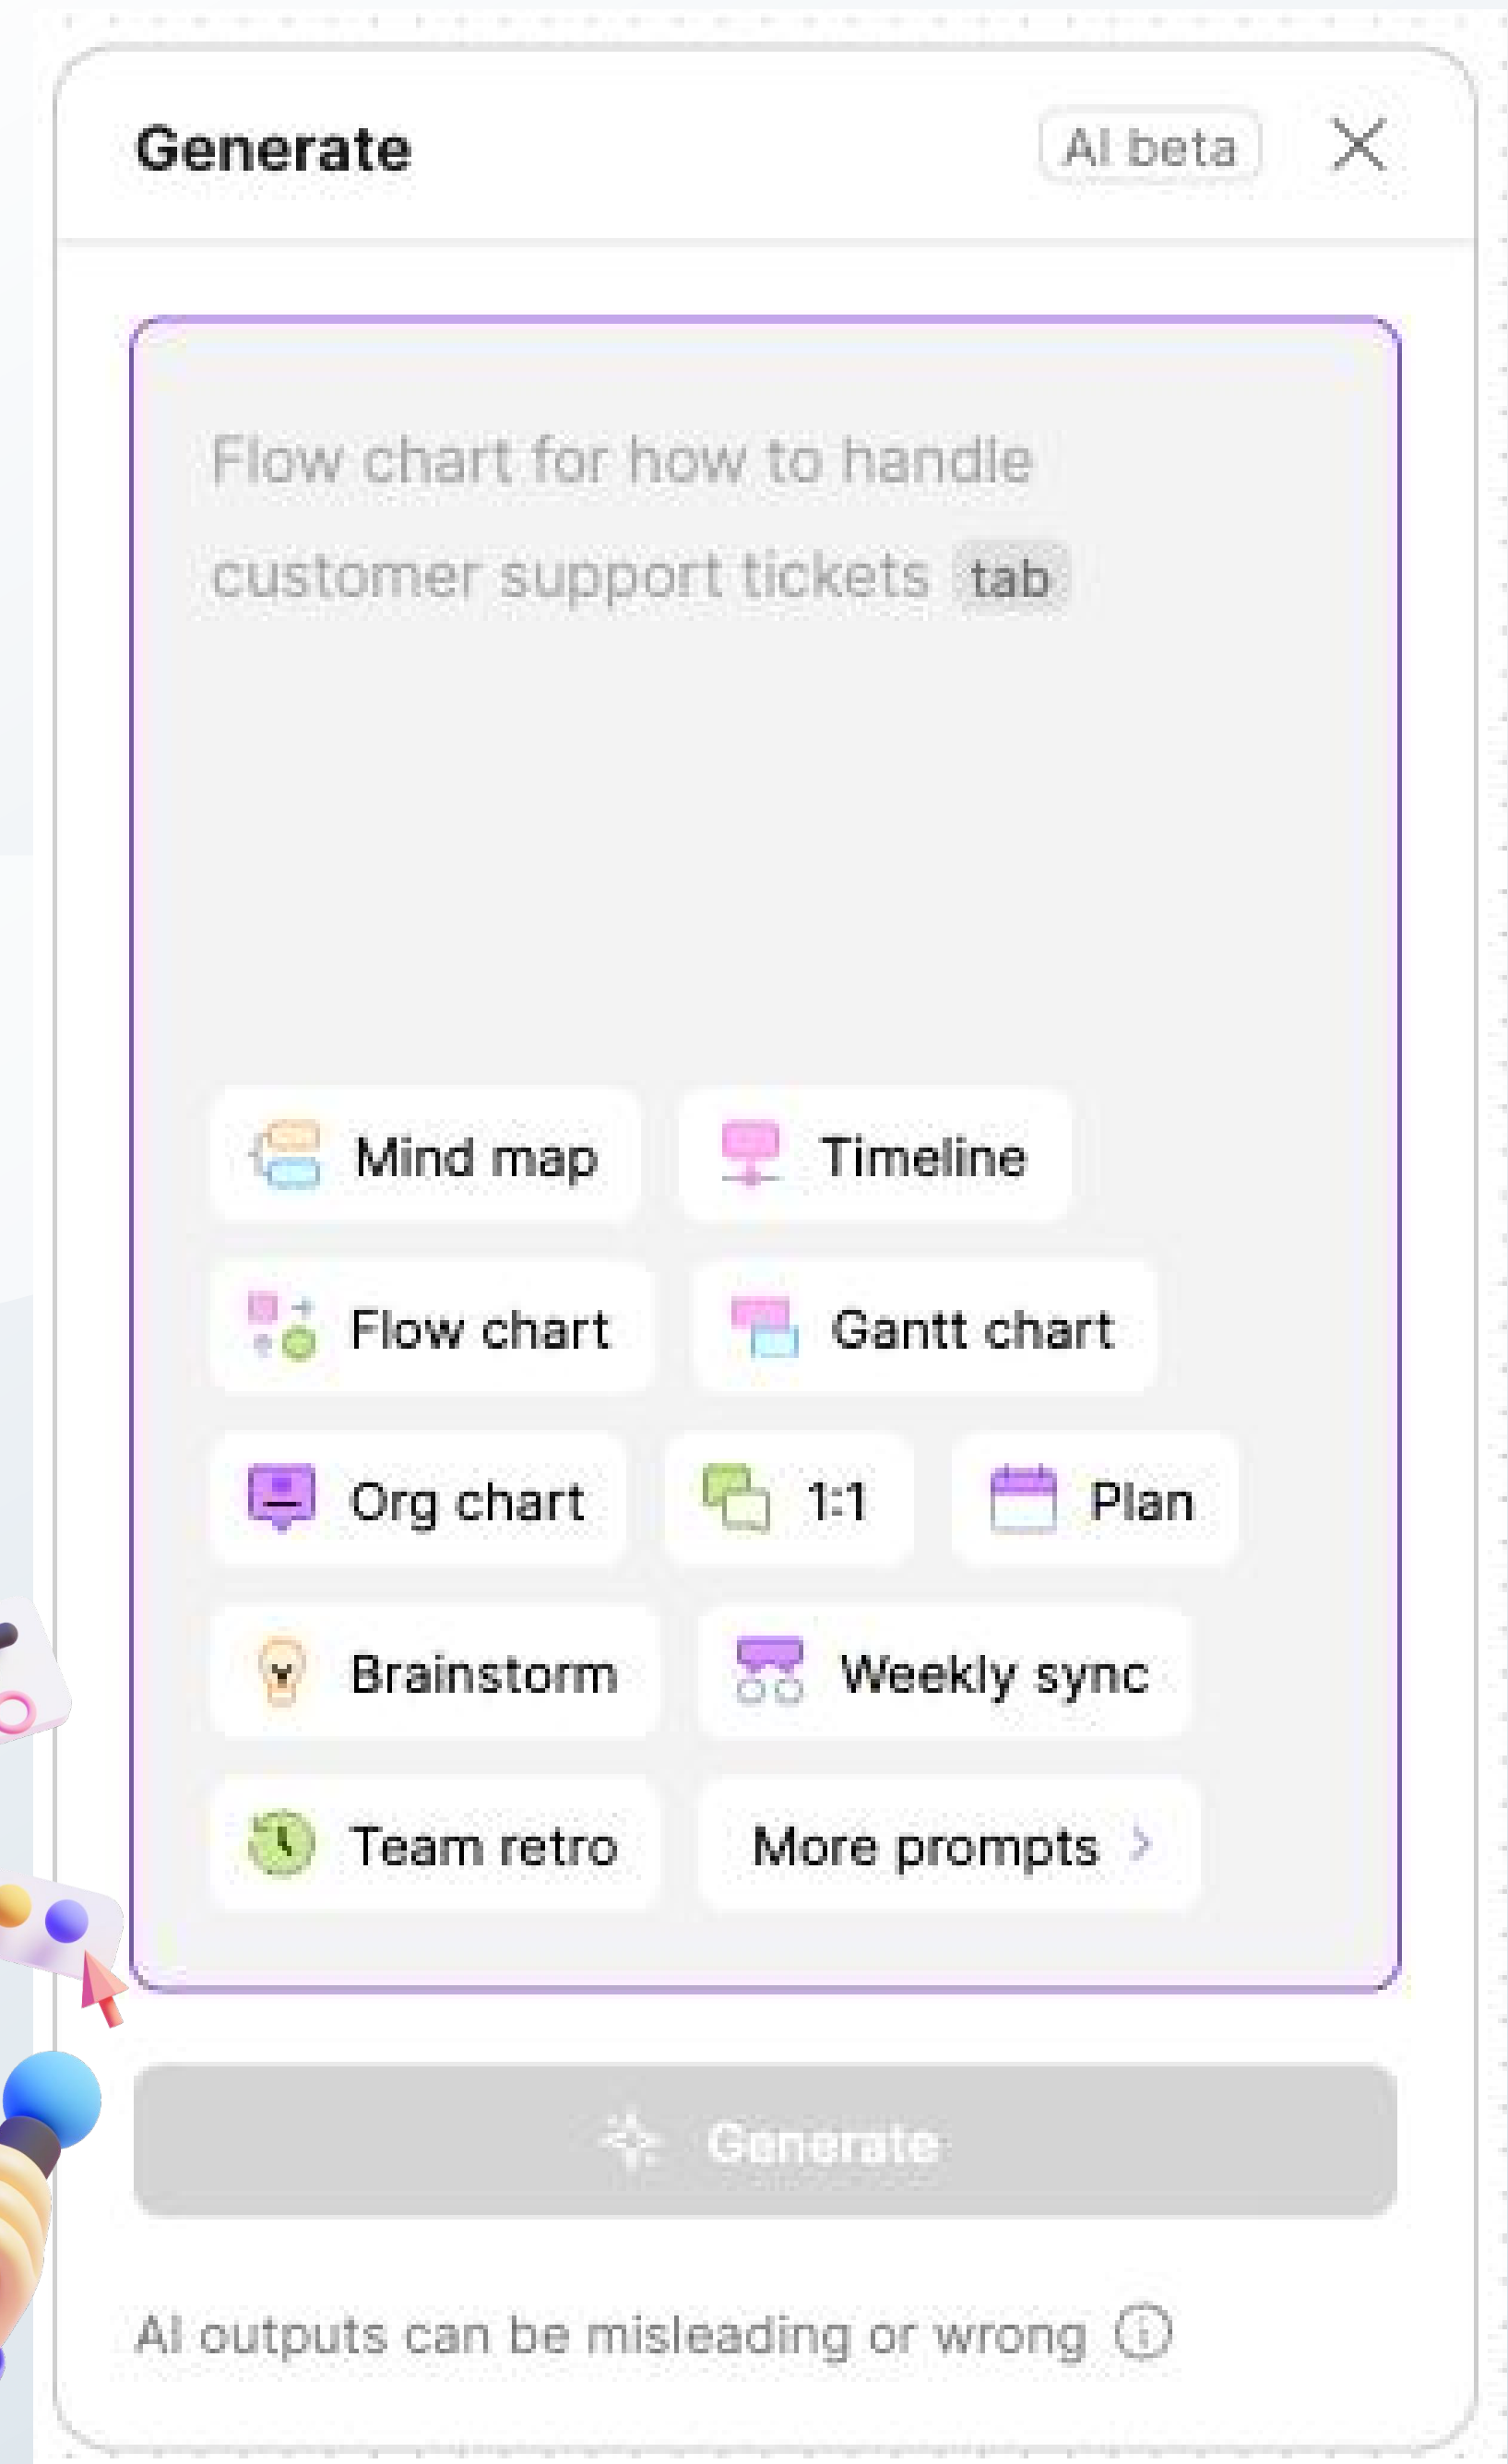 Generate AI beta
Flow chart for how to handle
customer support tickets tab
Mind map Timeline
Flow chart Gantt chart
Org chart 1:1 Plan
Brainstorm Weekly sync
Team retro More prompts
Generate
AI outputs can be misleading or wrong